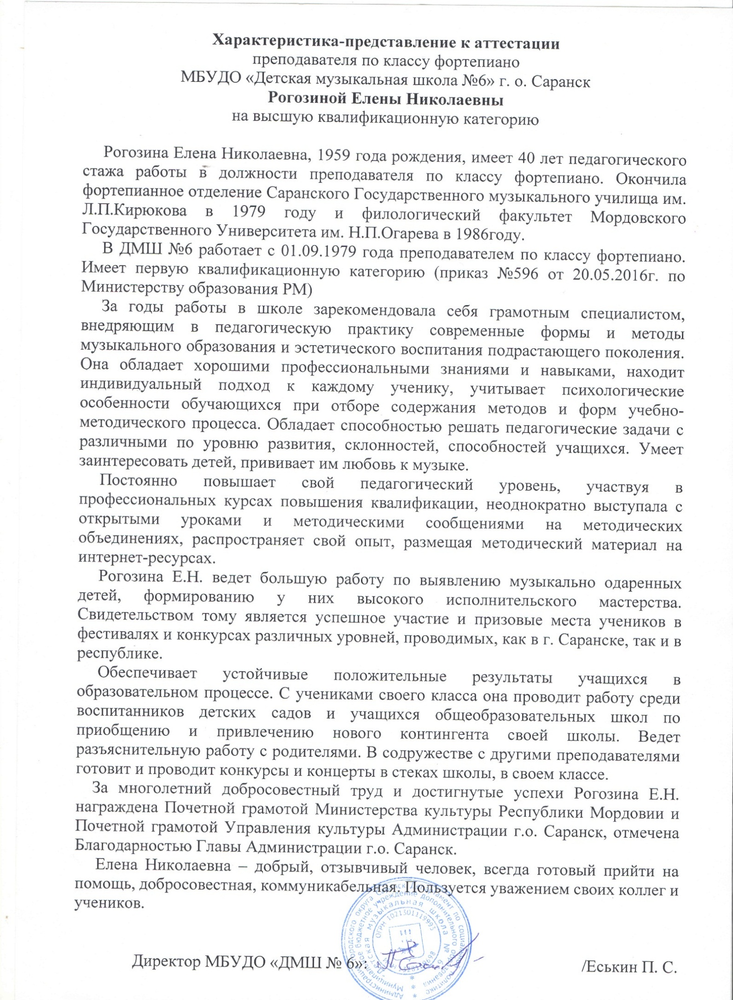 Характеристика-представление к аттестации
преподавателя по классу фортепиано
МБУДО «Детская музыкальная школа №6» г. о. Саранск
Рогозиной Елены Николаевны
на высшую квалификационную категорию
Рогозина Елена Николаевна, 1959 года рождения, имеет 40 лет педагогического
стажа работы в должности преподавателя по классу фортепиано. Окончила
фортепианное отделение Саранского Государственного музыкального училища им.
Л.П.Кирюкова в 1979 году и филологический факультет Мордовского
Государственного Университета им. Н.П.Огарева в 1986году.
В ДМШ №6 работает с 01.09.1979 года преподавателем по классу фортепиано.
Имеет первую квалификационную категорию (приказ №596 от 20.05.2016г. по
Министерству образования РМ)
За годы работы в школе зарекомендовала себя грамотным специалистом,
внедряющим в педагогическую практику современные формы и методы
музыкального образования и эстетического воспитания подрастающего поколения.
Она обладает хорошими профессиональными знаниями и навыками, находит
индивидуальный подход к каждому ученику, учитывает психологические
особенности обучающихся при отборе содержания методов и форм учебно-
методического процесса. Обладает способностью решать педагогические задачи с
различными по уровню развития, склонностей, способностей учащихся. Умеет
заинтересовать детей, прививает им любовь к музыке.
Постоянно повышает свой педагогический уровень, участвуя в
профессиональных курсах повышения квалификации, неоднократно выступала с
открытыми уроками и методическими сообщениями на методических
объединениях, распространяет свой опыт, размещая методический материал на
интернет-ресурсах.
Рогозина Е.Н. ведет большую работу по выявлению музыкально одаренных
детей, формированию у них высокого исполнительского мастерства.
Свидетельством тому является успешное участие и призовые места учеников в
фестивалях и конкурсах различных уровней, проводимых, как в г. Саранске, так и в
республике.
Обеспечивает устойчивые положительные результаты учащихся в
образовательном процессе. С учениками своего класса она проводит работу среди
воспитанников детских садов и учащихся общеобразовательных школ по
приобщению и привлечению нового контингента своей школы. Ведет
разъяснительную работу с родителями. В содружестве с другими преподавателями
готовит и проводит конкурсы и концерты в стеках школы, в своем классе.
За многолетний добросовестный труд и достигнутые успехи Рогозина Е.Н.
награждена Почетной грамотой Министерства культуры Республики Мордовии и
Почетной грамотой Управления культуры Администрации г.о. Саранск, отмечена
Благодарностью Главы Администрации г.о. Саранск.
Елена Николаевна – добрый, отзывчивый человек, всегда готовый прийти на
помощь, добросовестная, коммуникабельная. Пользуется уважением своих коллег и
учеников.
Администрация городского округа Саранск Департамент по социальной политике
Муниципальное бюджетное учреждение дополнительного образования
Детская музыкальная школа № 6
ОГРН 1021301119993
ИНН
Директор МБУДО «ДМШ № 6»: /Еськин П. С.